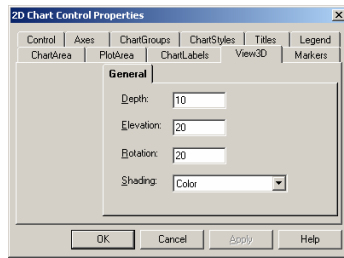 2D Chart Control Properties
Control Axes ChartGroups ChartStyles Titles Legend
ChartArea PlotArea ChartLabels View3D Markers
General
Depth: 10
Elevation: 20
Rotation: 20
Shading: Color
OK Cancel Apply Help